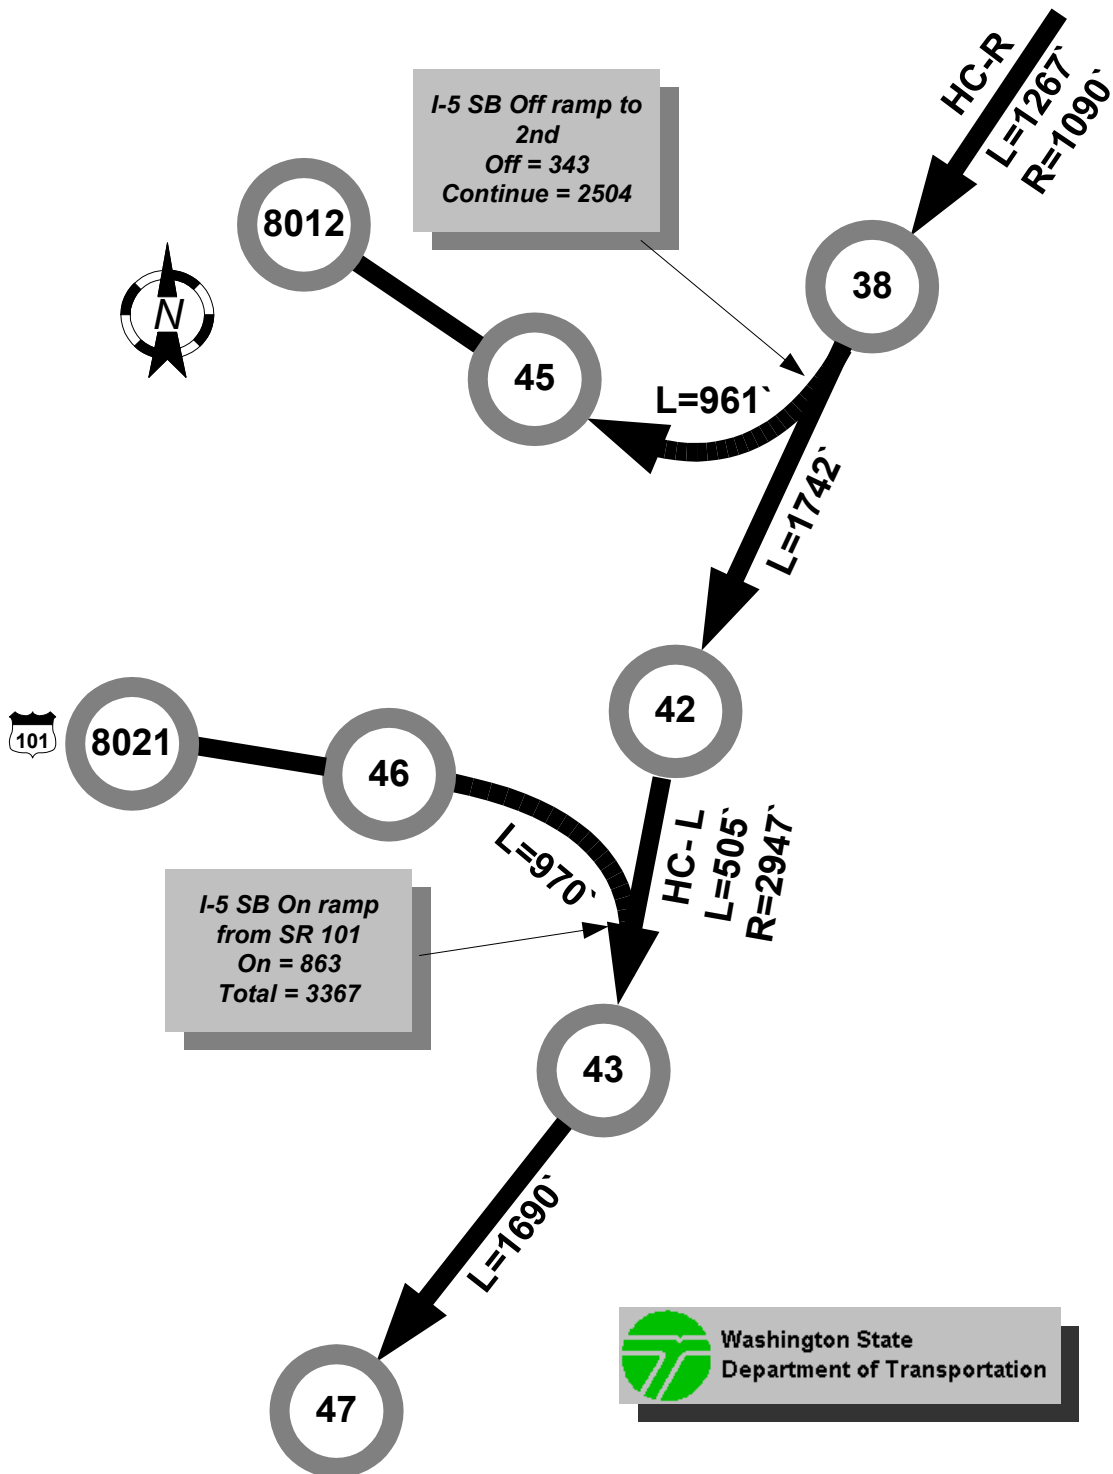 HC-R
L=1267`
R=1090`
I-5 SB Off ramp to
2nd
Off = 343
Continue = 2504
8012
38
N
45
L=961`
L=1742`
42
101
8021
46
HC- L
L=505`
R=2947`
L=970`
I-5 SB On ramp
from SR 101
On = 863
Total = 3367
43
L=1690`
Washington State
Department of Transportation
47